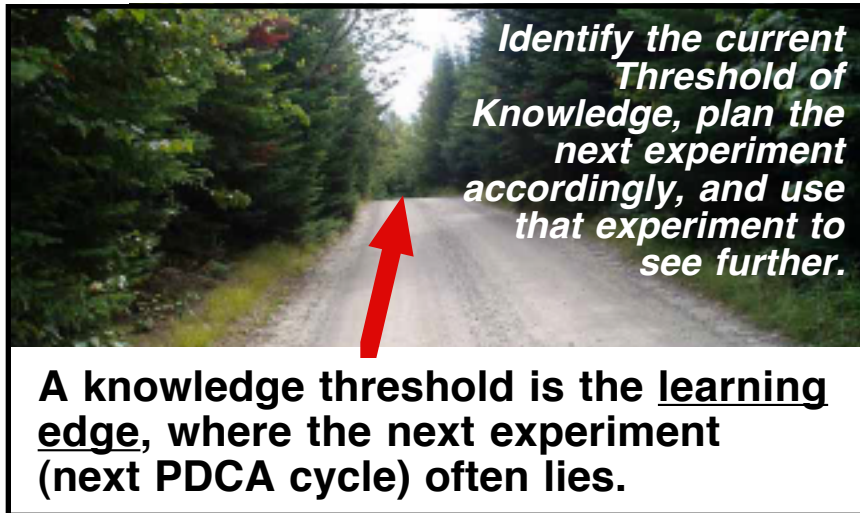 Identify the current
Threshold of
Knowledge, plan the
next experiment
accordingly, and use
that experiment to
see further.
A knowledge threshold is the learning
edge, where the next experiment
(next PDCA cycle) often lies.